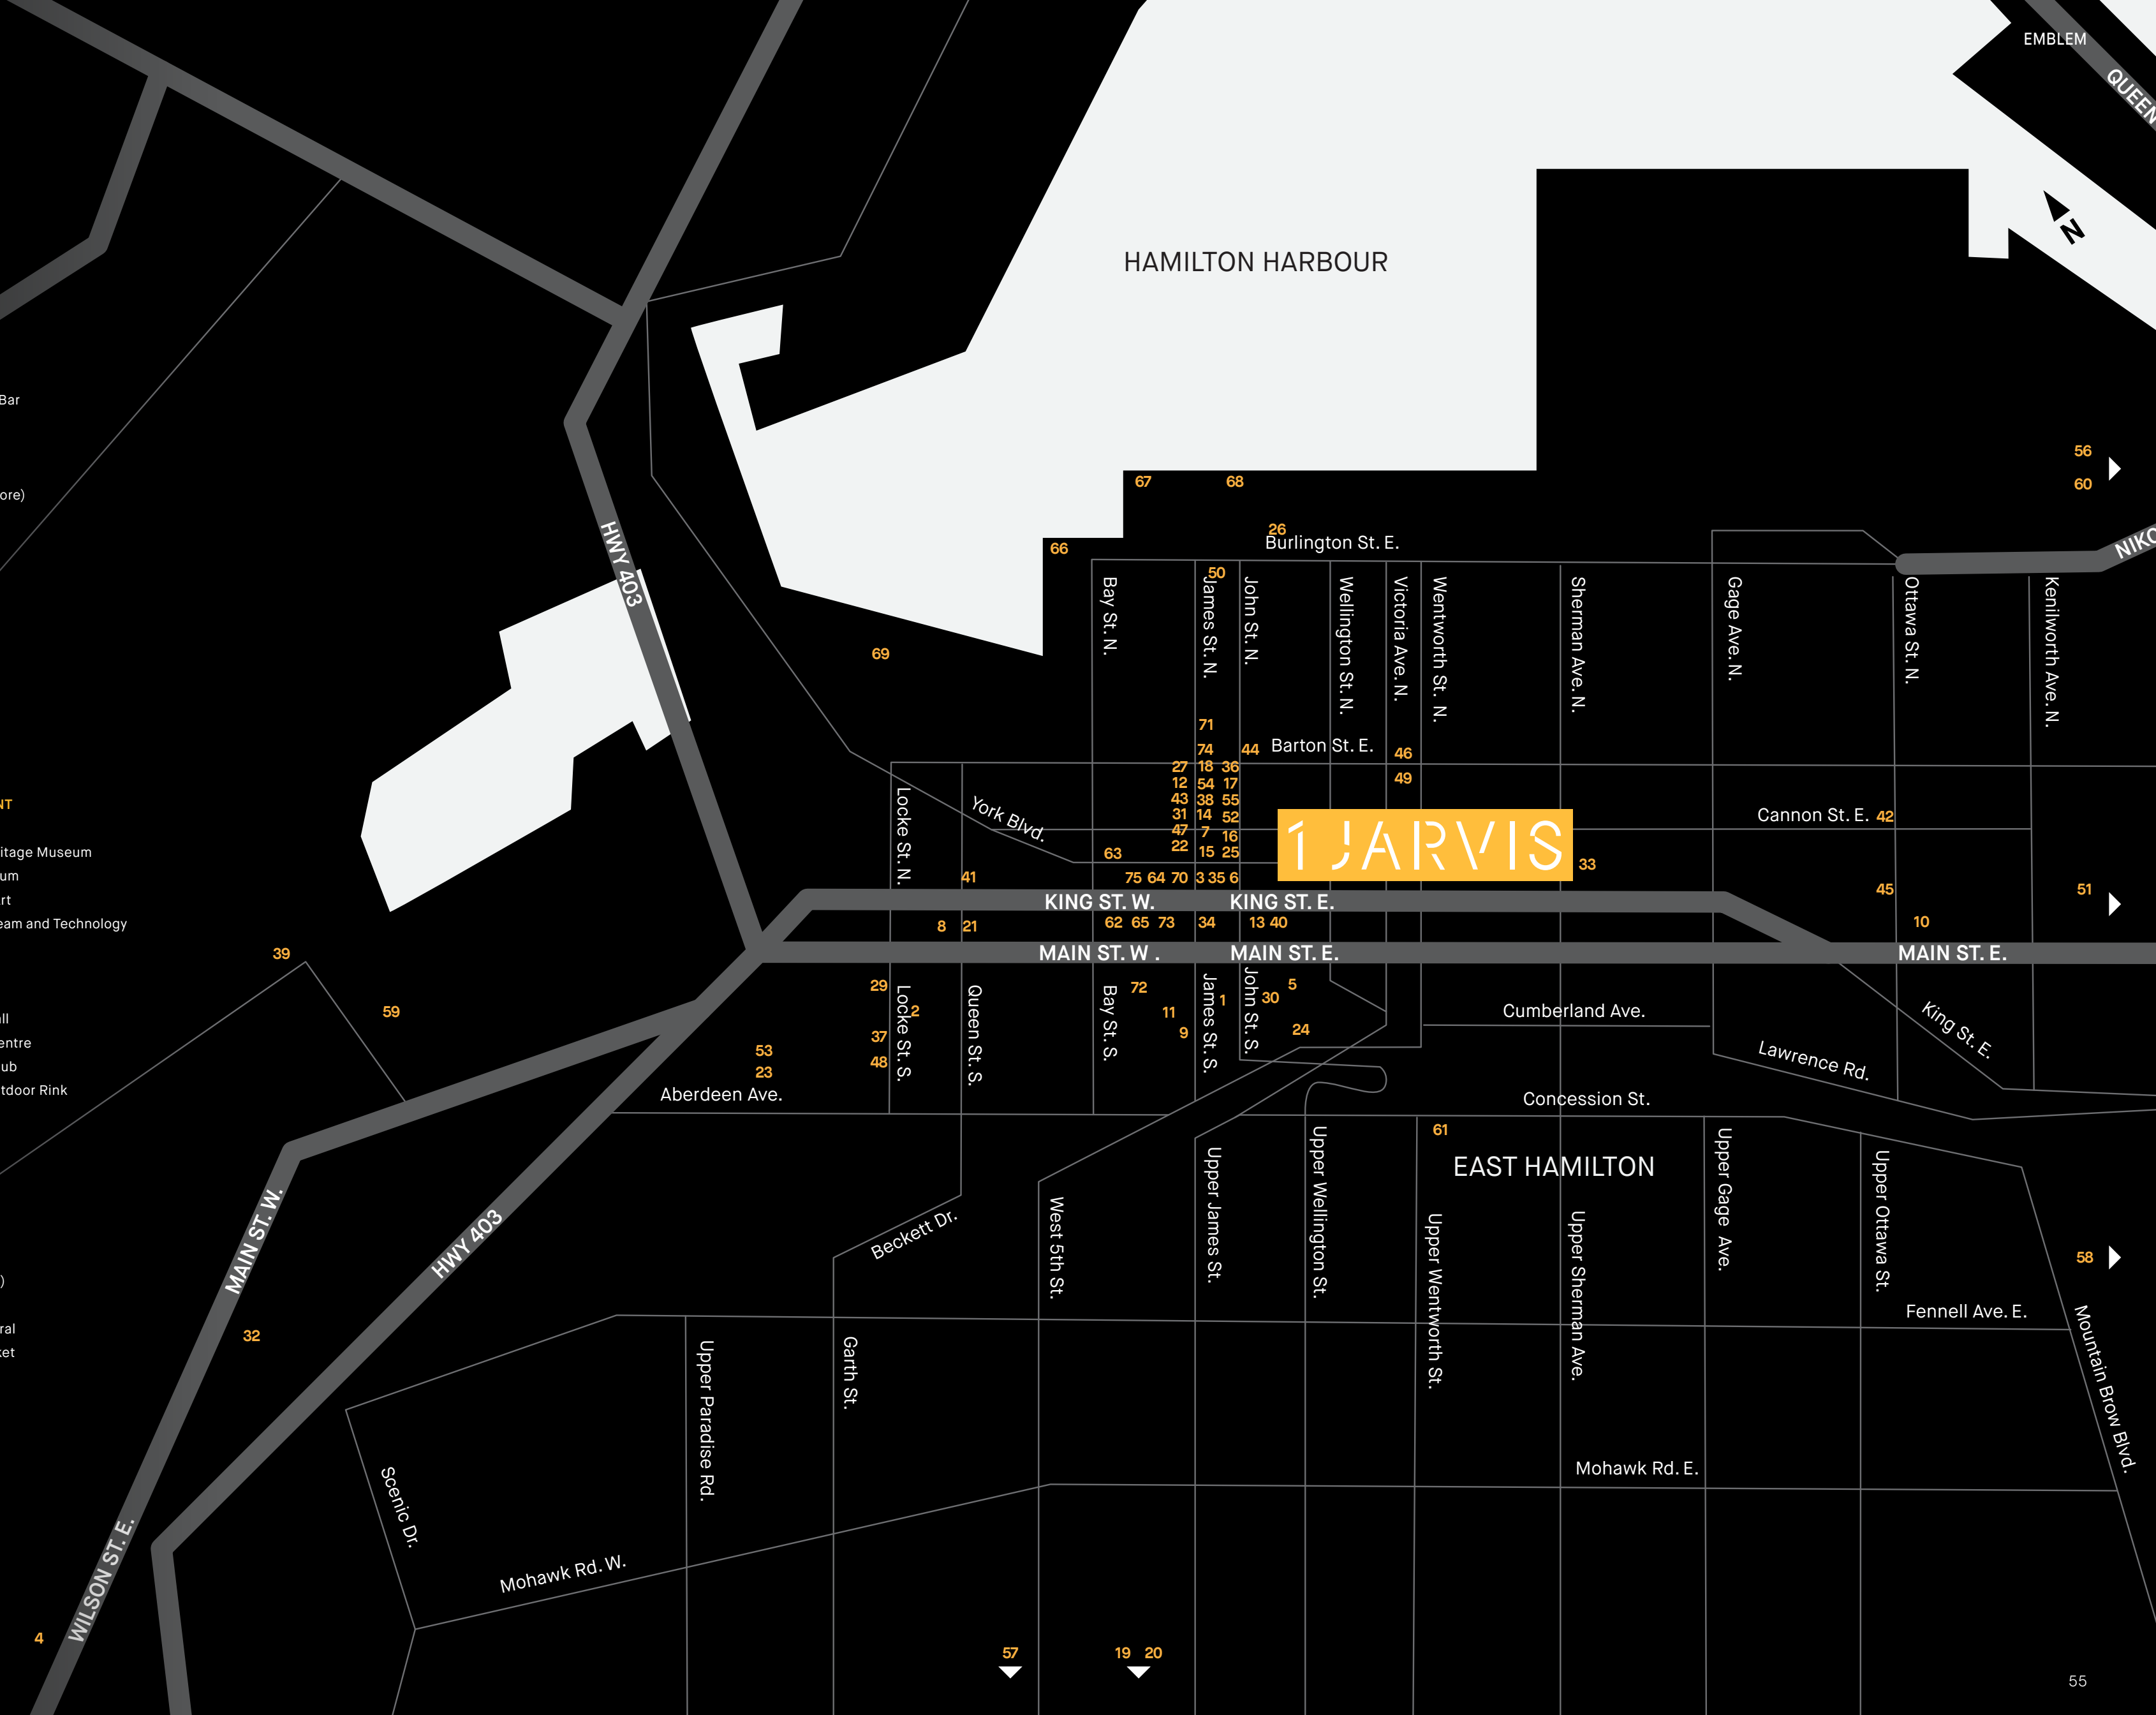 EMBLEM
QUEEN
N
HAMILTON HARBOUR
Bar
ore)
56
60
67
68
26
Burlington St. E.
66
HWY 403
NIKO
50
Bay St. N.
James St. N.
John St. N.
Wellington St. N.
Victoria Ave. N.
Wentworth St. N.
Sherman Ave. N.
Gage Ave. N.
Ottawa St. N.
Kenilworth Ave. N.
69
71
74
44
Barton St. E.
46
27 18 36
12 54 17
49
43 38 55
31 14 52
47 7 16
22 15 25
NT
Locke St. N.
York Blvd.
Cannon St. E. 42
1 JARVIS
63
33
itage Museum
um
rt
eam and Technology
41
75 64 70 3 35 6
45
51
KING ST. W.
KING ST. E.
8 21
62 65 73
34
13 40
10
MAIN ST. W .
MAIN ST. E.
MAIN ST. E.
39
59
29
Locke St. S.
2
Queen St. S.
37
48
53
23
Bay St. S.
72
11
9
James St. S.
1
John St. S.
30
5
24
Cumberland Ave.
King St. E.
Lawrence Rd.
all
entre
ub
tdoor Rink
Aberdeen Ave.
Concession St.
61
EAST HAMILTON
MAIN ST. W.
HWY 403
Beckett Dr.
West 5th St.
Upper James St.
Upper Wellington St.
Upper Wentworth St.
Upper Sherman Ave.
Upper Gage Ave.
Upper Ottawa St.
58
)
ral
ket
32
Fennell Ave. E.
Mountain Brow Blvd.
Upper Paradise Rd.
Garth St.
Scenic Dr.
Mohawk Rd. E.
Mohawk Rd. W.
WILSON ST. E.
4
57
19 20
55